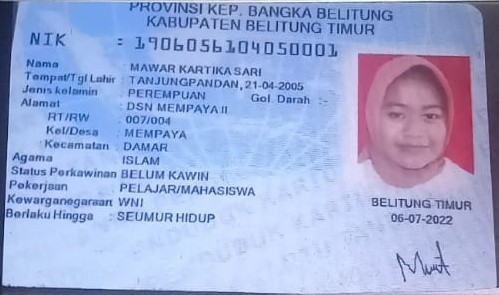 PROVINSI KEP. BANGKA BELITUNG
KABUPATEN BELITUNG TIMUR
NIK : 1906056104050001
Nama : MAWAR KARTIKA SARI
Tempat/Tgl Lahir : TANJUNGPANDAN, 21-04-2005
Jenis kelamin : PEREMPUAN Gol. Darah :-
Alamat : DSN MEMPAYA II
RT/RW : 007/004
Kel/Desa : MEMPAYA
Kecamatan : DAMAR
Agama : ISLAM
Status Perkawinan BELUM KAWIN
Pekerjaan : PELAJAR/MAHASISWA
Kewarganegaraan WNI
Berlaku Hingga : SEUMUR HIDUP
BELITUNG TIMUR
06-07-2022